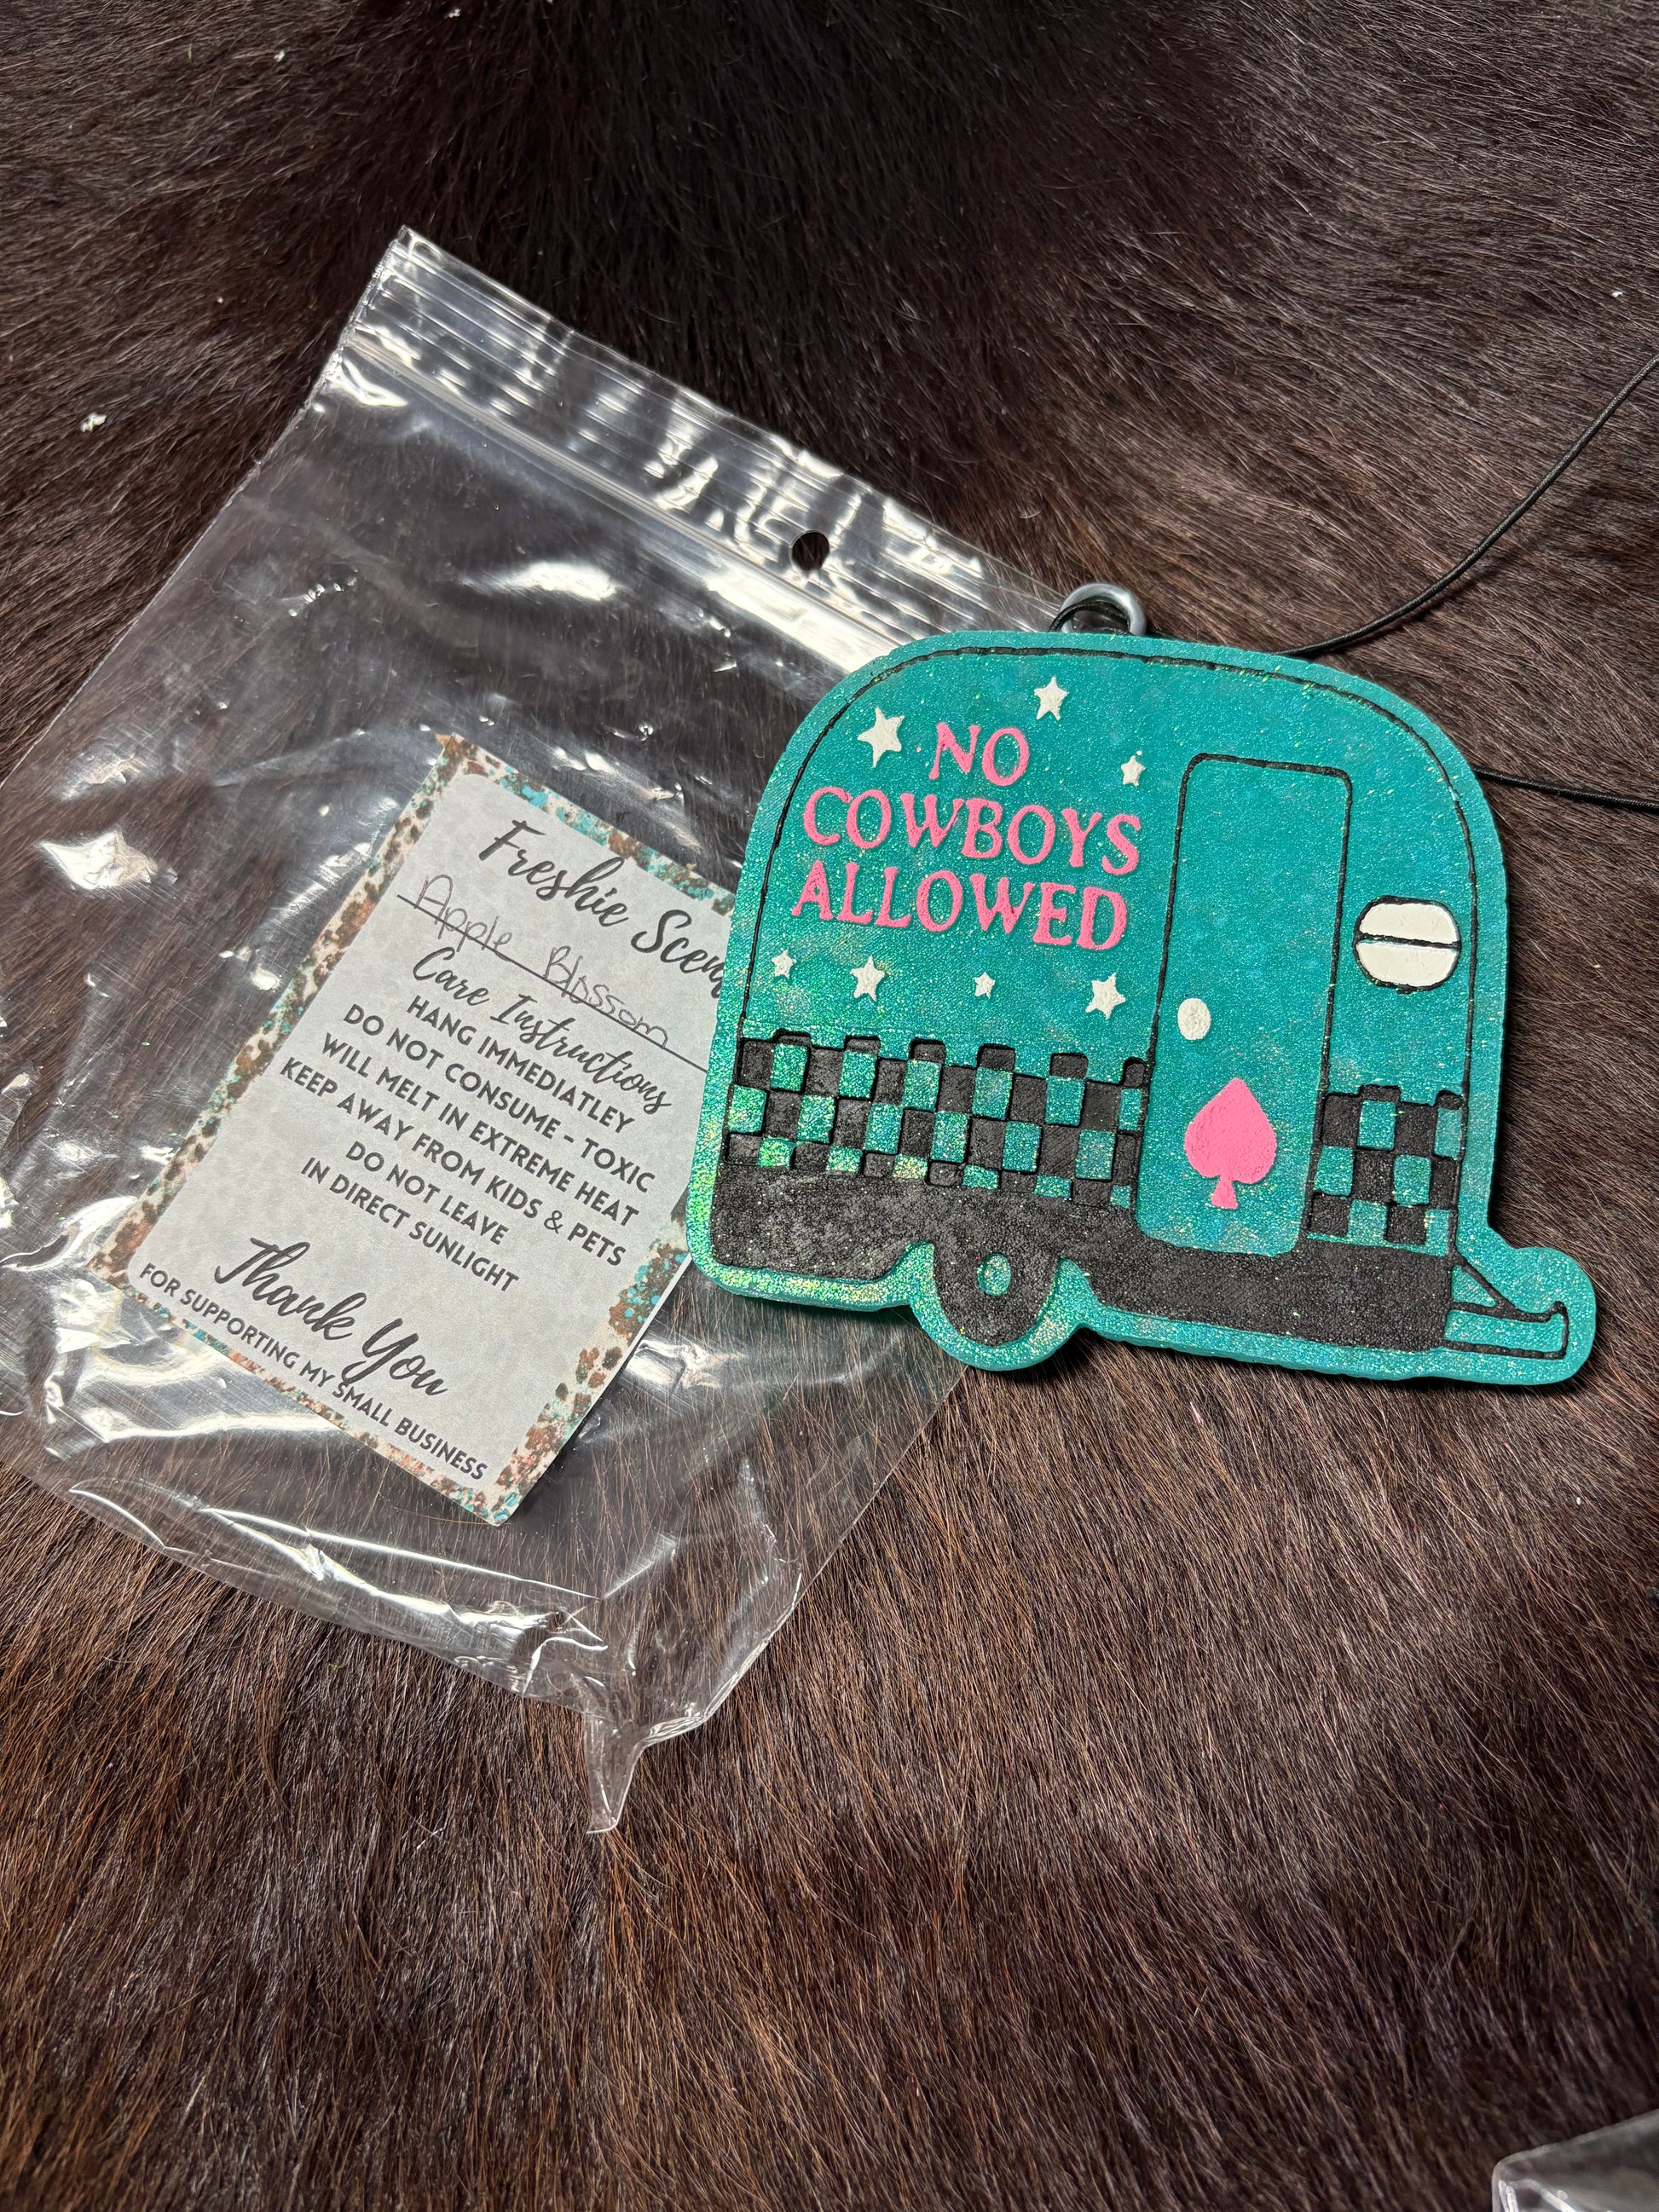 Freshie Scen
Apple Blossom
Care Instructions
HANG IMMEDIATLEY
DO NOT CONSUME - TOXIC
WILL MELT IN EXTREME HEAT
KEEP AWAY FROM KIDS & PETS
DO NOT LEAVE
IN DIRECT SUNLIGHT
Thank You
FOR SUPPORTING MY SMALL BUSINESS
NO
COWBOYS
ALLOWED